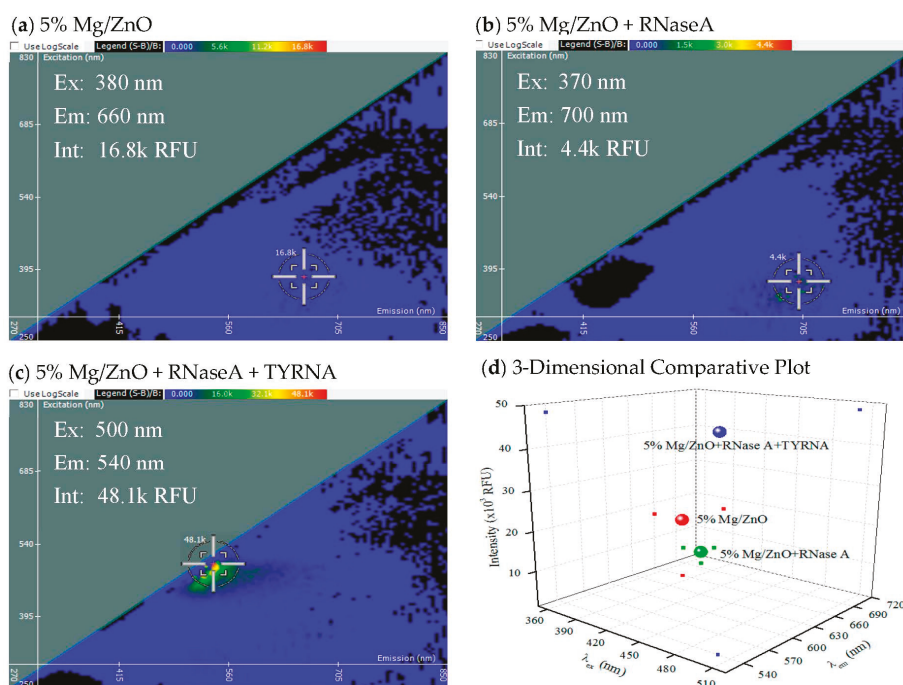 (a) 5% Mg/ZnO
Use LogScale Legend (S-B)/B: 0.000 5.6k 11.2k 16.8k
830 Excitation (nm)
Ex: 380 nm
Em: 660 nm
Int: 16.8k RFU
685
540
395
16.8k
Emission (nm)
270 415 560 705 850
250
(b) 5% Mg/ZnO + RNaseA
Use LogScale Legend (S-B)/B: 0.000 1.5k 3.0k 4.4k
830 Excitation (nm)
Ex: 370 nm
Em: 700 nm
Int: 4.4k RFU
685
540
395
4.4k
Emission (nm)
270 415 560 705 850
250
(c) 5% Mg/ZnO + RNaseA + TYRNA
Use LogScale Legend (S-B)/B: 0.000 16.0k 32.1k 48.1k
830 Excitation (nm)
Ex: 500 nm
Em: 540 nm
Int: 48.1k RFU
685
540
48.1k
395
Emission (nm)
270 415 560 705 850
250
(d) 3-Dimensional Comparative Plot
50
40
30
20
10
Intensity (x10³ RFU)
5% Mg/ZnO+RNase A+TYRNA
5% Mg/ZnO
5% Mg/ZnO+RNase A
360 390 420 450 480 510
λex (nm)
540 570 600 630 660 690 720
λem (nm)